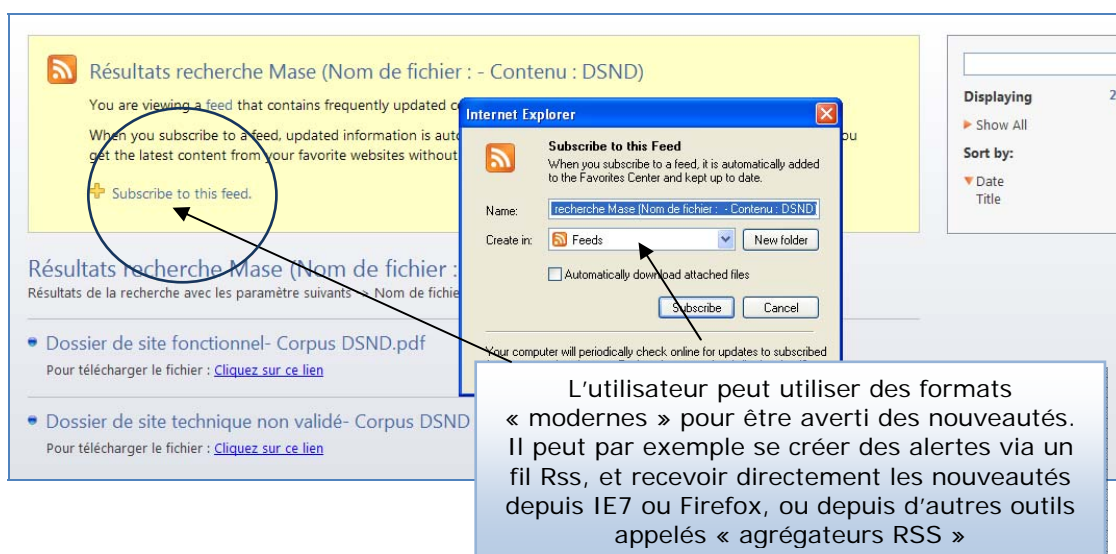 Résultats recherche Mase (Nom de fichier : - Contenu : DSND)
You are viewing a feed that contains frequently updated
When you subscribe to a feed, updated information is
ou
get the latest content from your favorite websites without
Subscribe to this feed.
Displaying 2
Show All
Sort by:
Date
Title
Internet Explorer
Subscribe to this Feed
When you subscribe to a feed, it is automatically added
to the Favorites Center and kept up to date.
Name: recherche Mase (Nom de fichier : - Contenu : DSND)
Create in: Feeds New folder
Automatically download attached files
Subscribe Cancel
Your computer will periodically check online for updates to subscribed
Résultats recherche Mase (Nom de fichier :
Résultats de la recherche avec les paramètre suivants -> Nom de fichie
Dossier de site fonctionnel- Corpus DSND.pdf
Pour télécharger le fichier : Cliquez sur ce lien
Dossier de site technique non validé- Corpus DSND
Pour télécharger le fichier : Cliquez sur ce lien
L'utilisateur peut utiliser des formats
« modernes » pour être averti des nouveautés.
Il peut par exemple se créer des alertes via un
fil Rss, et recevoir directement les nouveautés
depuis IE7 ou Firefox, ou depuis d'autres outils
appelés « agrégateurs RSS »